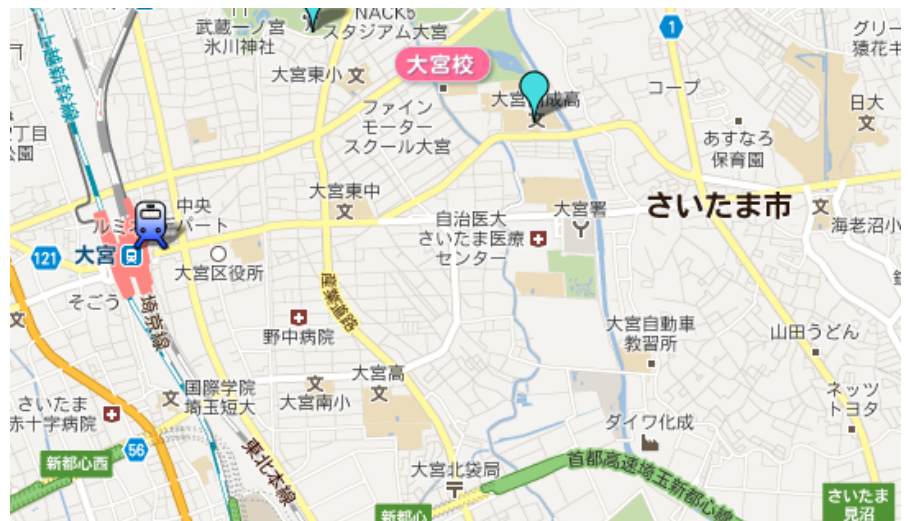 武蔵一ノ宮
氷川神社
NACK5
スタジアム大宮
グリー
猿花キ
1
大宮校
大宮東小
コープ
日大
ファイン
モーター
スクール大宮
丁目
公園
あすなろ
保育園
大宮東中
中央
さいたま市
自治医大
さいたま医療
センター
大宮署
海老沼小
121
大宮
大宮区役所
そごう
埼京線
産業道路
野中病院
大宮自動車
教習所
山田うどん
国際学院
埼玉短大
大宮南小
大宮高
さいたま
赤十字病院
ネッツ
トヨタ
ダイワ化成
56
新都心西
東北本線
大宮北袋局
首都高速埼玉新都心線
新都心
さいたま
見沼